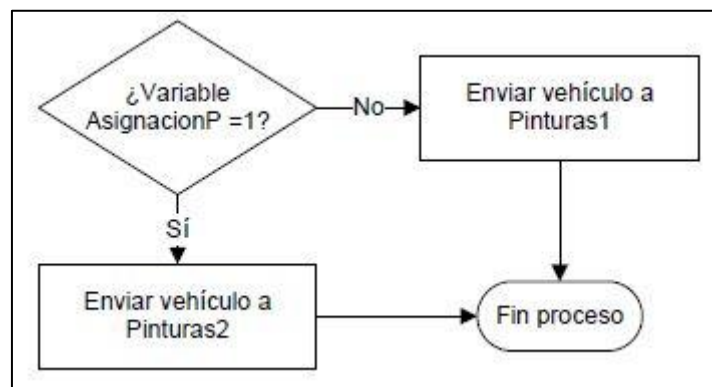 ¿Variable
AsignacionP =1?
No
Enviar vehículo a
Pinturas1
Sí
Enviar vehículo a
Pinturas2
Fin proceso